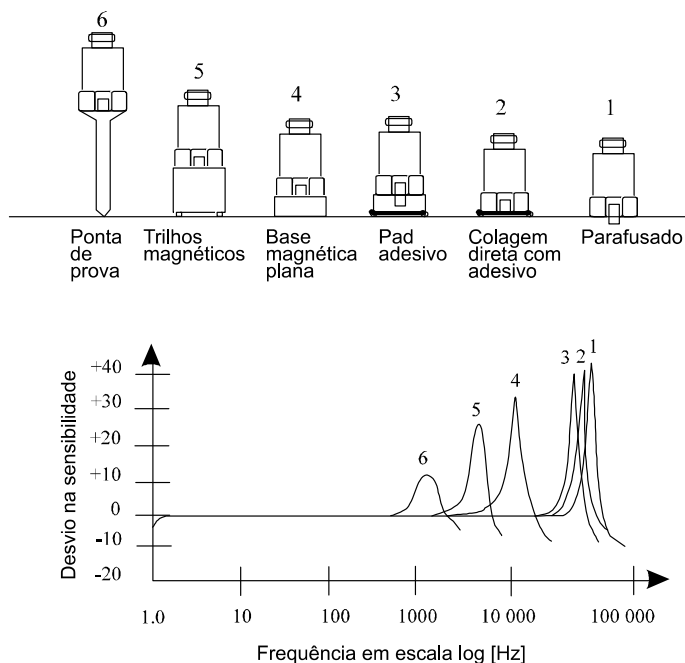 6
5
4
3
2
1
Ponta
de
prova
Trilhos
magnéticos
Base
magnética
plana
Pad
adesivo
Colagem
direta com
adesivo
Parafusado
Desvio na sensibilidade
+40
+30
+20
+10
0
-10
-20
6
5
4
3
2
1
1.0
10
100
1000
10 000
100 000
Frequência em escala log [Hz]